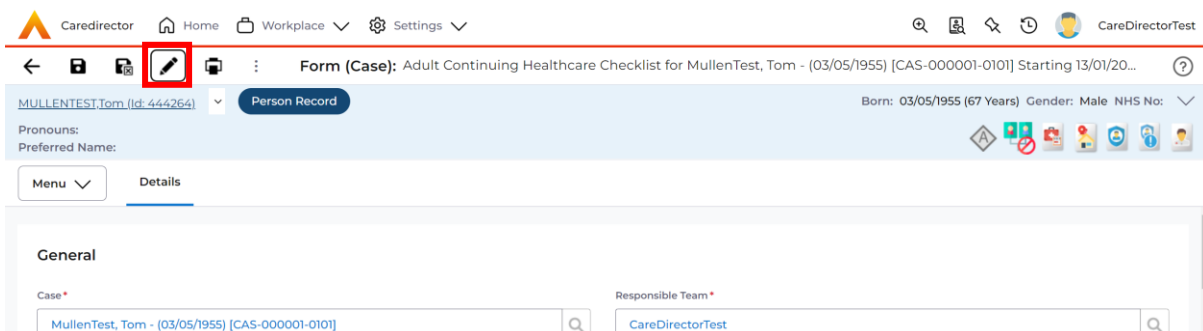 Caredirector Home Workplace Settings CareDirectorTest
Form (Case): Adult Continuing Healthcare Checklist for MullenTest, Tom - (03/05/1955) [CAS-000001-0101] Starting 13/01/20...
MULLENTEST,Tom (Id: 444264) Person Record Born: 03/05/1955 (67 Years) Gender: Male NHS No:
Pronouns:
Preferred Name:
A
Menu Details
General
Case* Responsible Team*
MullenTest, Tom - (03/05/1955) [CAS-000001-0101] CareDirectorTest